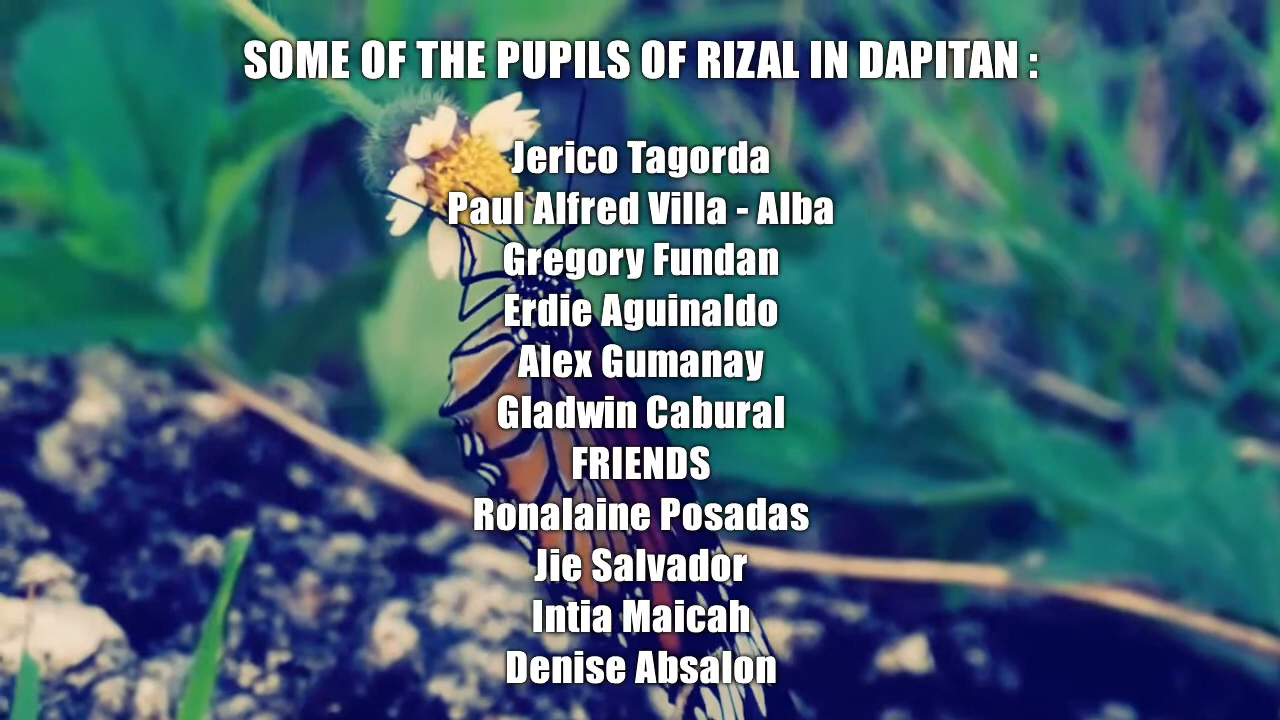 SOME OF THE PUPILS OF RIZAL IN DAPITAN :
Jerico Tagorda
Paul Alfred Villa - Alba
Gregory Fundan
Erdie Aguinaldo
Alex Gumanay
Gladwin Cabural
FRIENDS
Ronalaine Posadas
Jie Salvador
Intia Maicah
Denise Absalon